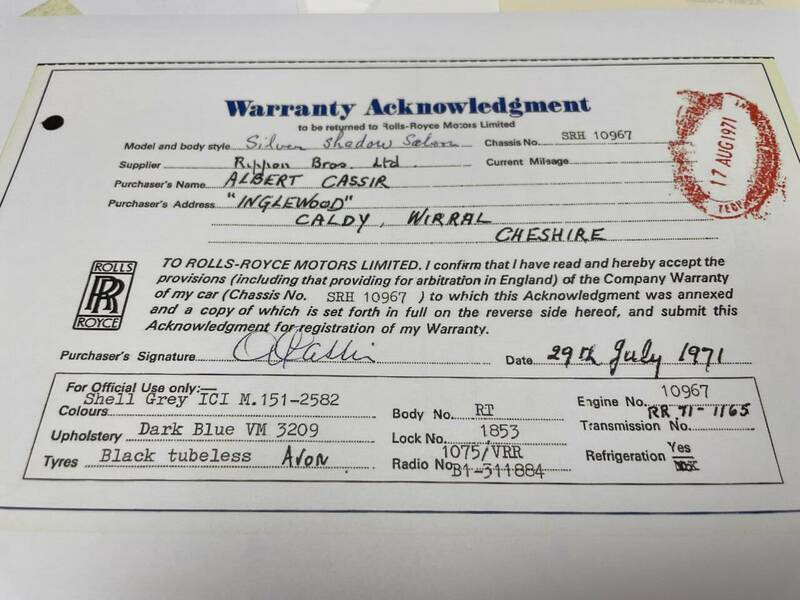 Warranty Acknowledgment
to be returned to Rolls-Royce Motors Limited
Model and body style Silver Shadow Saloon Chassis No. SRH 10967
Supplier Rippon Bros. Ltd. Current Mileage
Purchaser's Name ALBERT CASSIR
Purchaser's Address "INGLEWOOD"
CALDY, WIRRAL
CHESHIRE
17 AUG 1971
ROLLS
RR
ROYCE
TO ROLLS-ROYCE MOTORS LIMITED. I confirm that I have read and hereby accept the
provisions (including that providing for arbitration in England) of the Company Warranty
of my car (Chassis No. SRH 10967 ) to which this Acknowledgment was annexed
and a copy of which is set forth in full on the reverse side hereof, and submit this
Acknowledgment for registration of my Warranty.
Purchaser's Signature Date 29th July 1971
For Official Use only:—
Shell Grey ICI M.151-2582
Colours
Upholstery Dark Blue VM 3209
Tyres Black tubeless Avon
Body No. RT
Lock No. 1853
1075/VRR
Radio No B1-311884
Engine No. 10967
RR 71-1165
Transmission No.
Refrigeration Yes